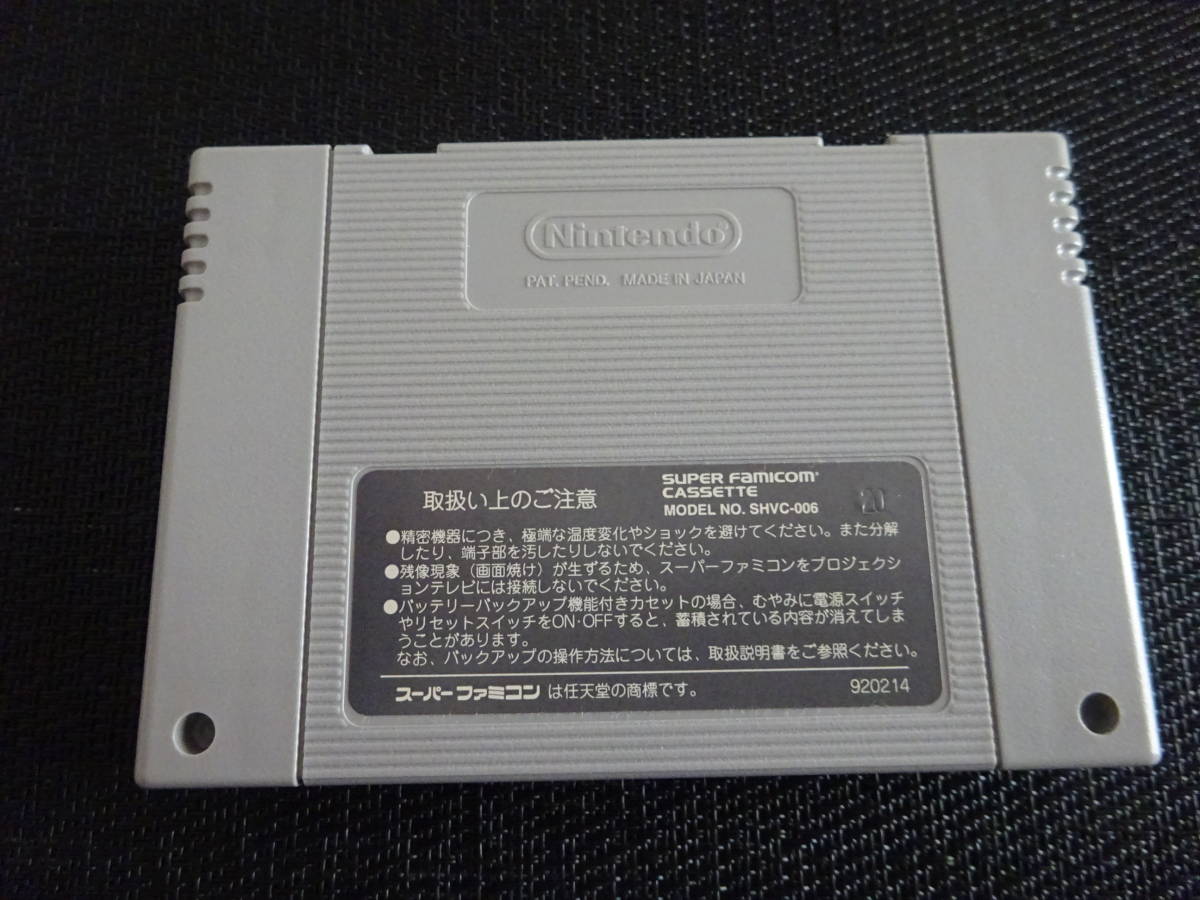 Nintendo®
PAT. PEND. MADE IN JAPAN
取扱い上のご注意
SUPER FAMICOM®
CASSETTE
MODEL NO. SHVC-006
20
●精密機器につき、極端な温度変化やショックを避けてください。また分解
したり、端子部を汚したりしないでください。
●残像現象（画面焼け）が生ずるため、スーパーファミコンをプロジェクシ
ョンテレビには接続しないでください。
●バッテリーバックアップ機能付きカセットの場合、むやみに電源スイッチ
やリセットスイッチをON・OFFすると、蓄積されている内容が消えてしま
うことがあります。
なお、バックアップの操作方法については、取扱説明書をご参照ください。
スーパーファミコン は任天堂の商標です。
920214